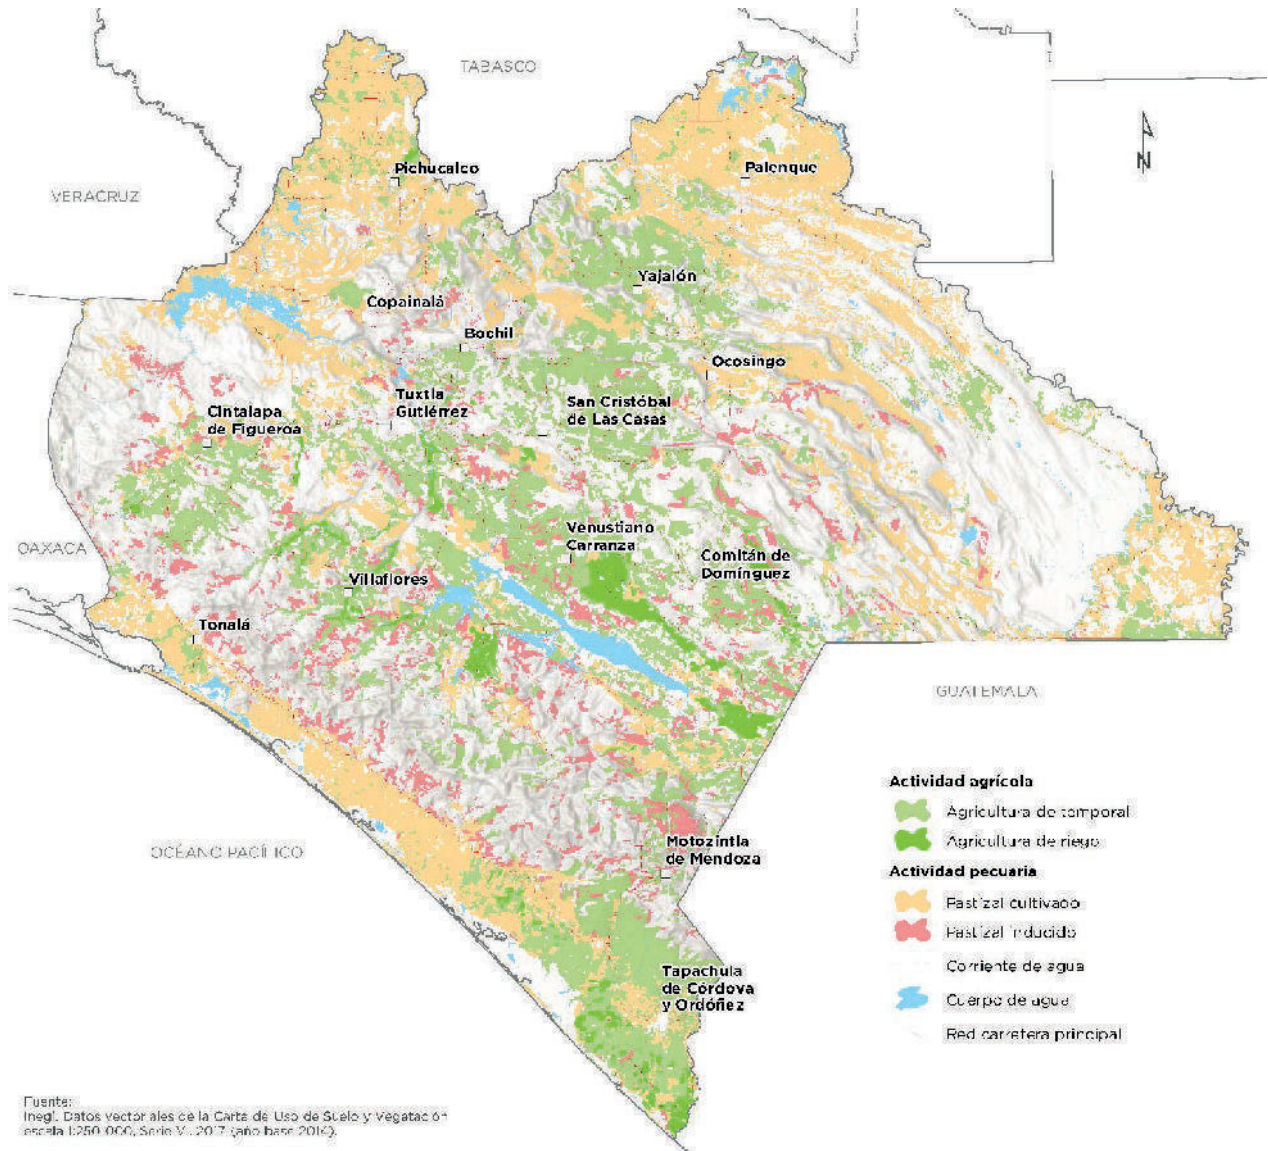 TABASCO
N
Pichucalco
Palenque
VERACRUZ
Yajalón
Copainalá
Bochil
Ocosingo
Tuxtla
Gutiérrez
San Cristóbal
de Las Casas
Cintalapa
de Figueroa
Venustiano
Carranza
OAXACA
Comitán de
Domínguez
Villaflores
Tonalá
GUATEMALA
Actividad agrícola
Agricultura de temporal
Agricultura de riego
Motozintla
de Mendoza
OCÉANO PACÍFICO
Actividad pecuaria
Pastizal cultivado
Pastizal inducido
Corriente de agua
Tapachula
de Córdova
y Ordóñez
Cuerpo de agua
Red carretera principal
Fuente:
Inegi. Datos vectoriales de la Carta de Uso de Suelo y Vegetación
escala 1:250 000, Serie 2017 (año base 2014).